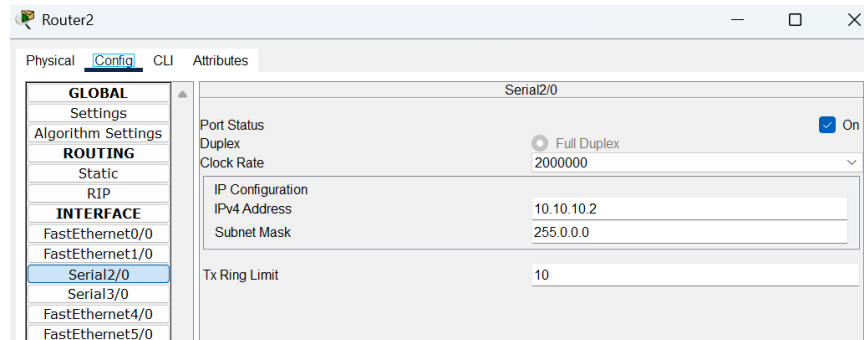 Router2
Physical Config CLI Attributes
GLOBAL
Settings
Algorithm Settings
ROUTING
Static
RIP
INTERFACE
FastEthernet0/0
FastEthernet1/0
Serial2/0
Serial3/0
FastEthernet4/0
FastEthernet5/0
Serial2/0
Port Status On
Duplex Full Duplex
Clock Rate 2000000
IP Configuration
IPv4 Address 10.10.10.2
Subnet Mask 255.0.0.0
Tx Ring Limit 10